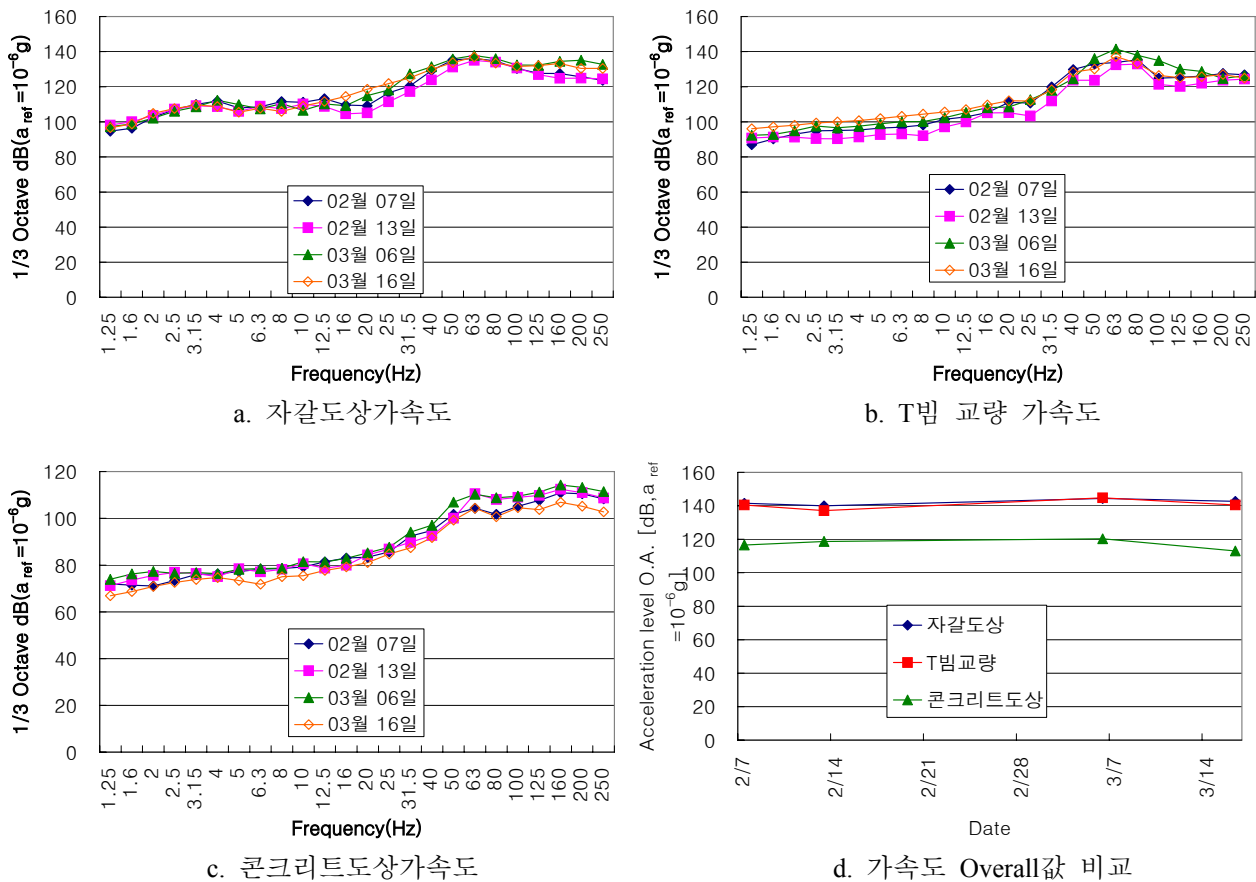 160
140
120
100
80
60
40
20
0
1/3 Octave dB(a ref =10⁻⁶g)
02월 07일
02월 13일
03월 06일
03월 16일
1.25 1.6 2 2.5 3.15 4 5 6.3 8 10 12.5 16 20 25 31.5 40 50 63 80 100 125 160 200 250
Frequency(Hz)
a. 자갈도상가속도
160
140
120
100
80
60
40
20
0
1/3 Octave dB(a ref =10⁻⁶g)
02월 07일
02월 13일
03월 06일
03월 16일
1.25 1.6 2 2.5 3.15 4 5 6.3 8 10 12.5 16 20 25 31.5 40 50 63 80 100 125 160 200 250
Frequency(Hz)
b. T빔 교량 가속도
120
100
80
60
40
20
0
1/3 Octave dB(a ref =10⁻⁶g)
02월 07일
02월 13일
03월 06일
03월 16일
1.25 1.6 2 2.5 3.15 4 5 6.3 8 10 12.5 16 20 25 31.5 40 50 63 80 100 125 160 200 250
Frequency(Hz)
c. 콘크리트도상가속도
160
140
120
100
80
60
40
20
0
Acceleration level O.A. [dB,a ref
=10⁻⁶g]
자갈도상
T빔교량
콘크리트도상
2/7 2/14 2/21 2/28 3/7 3/14
Date
d. 가속도 Overall값 비교